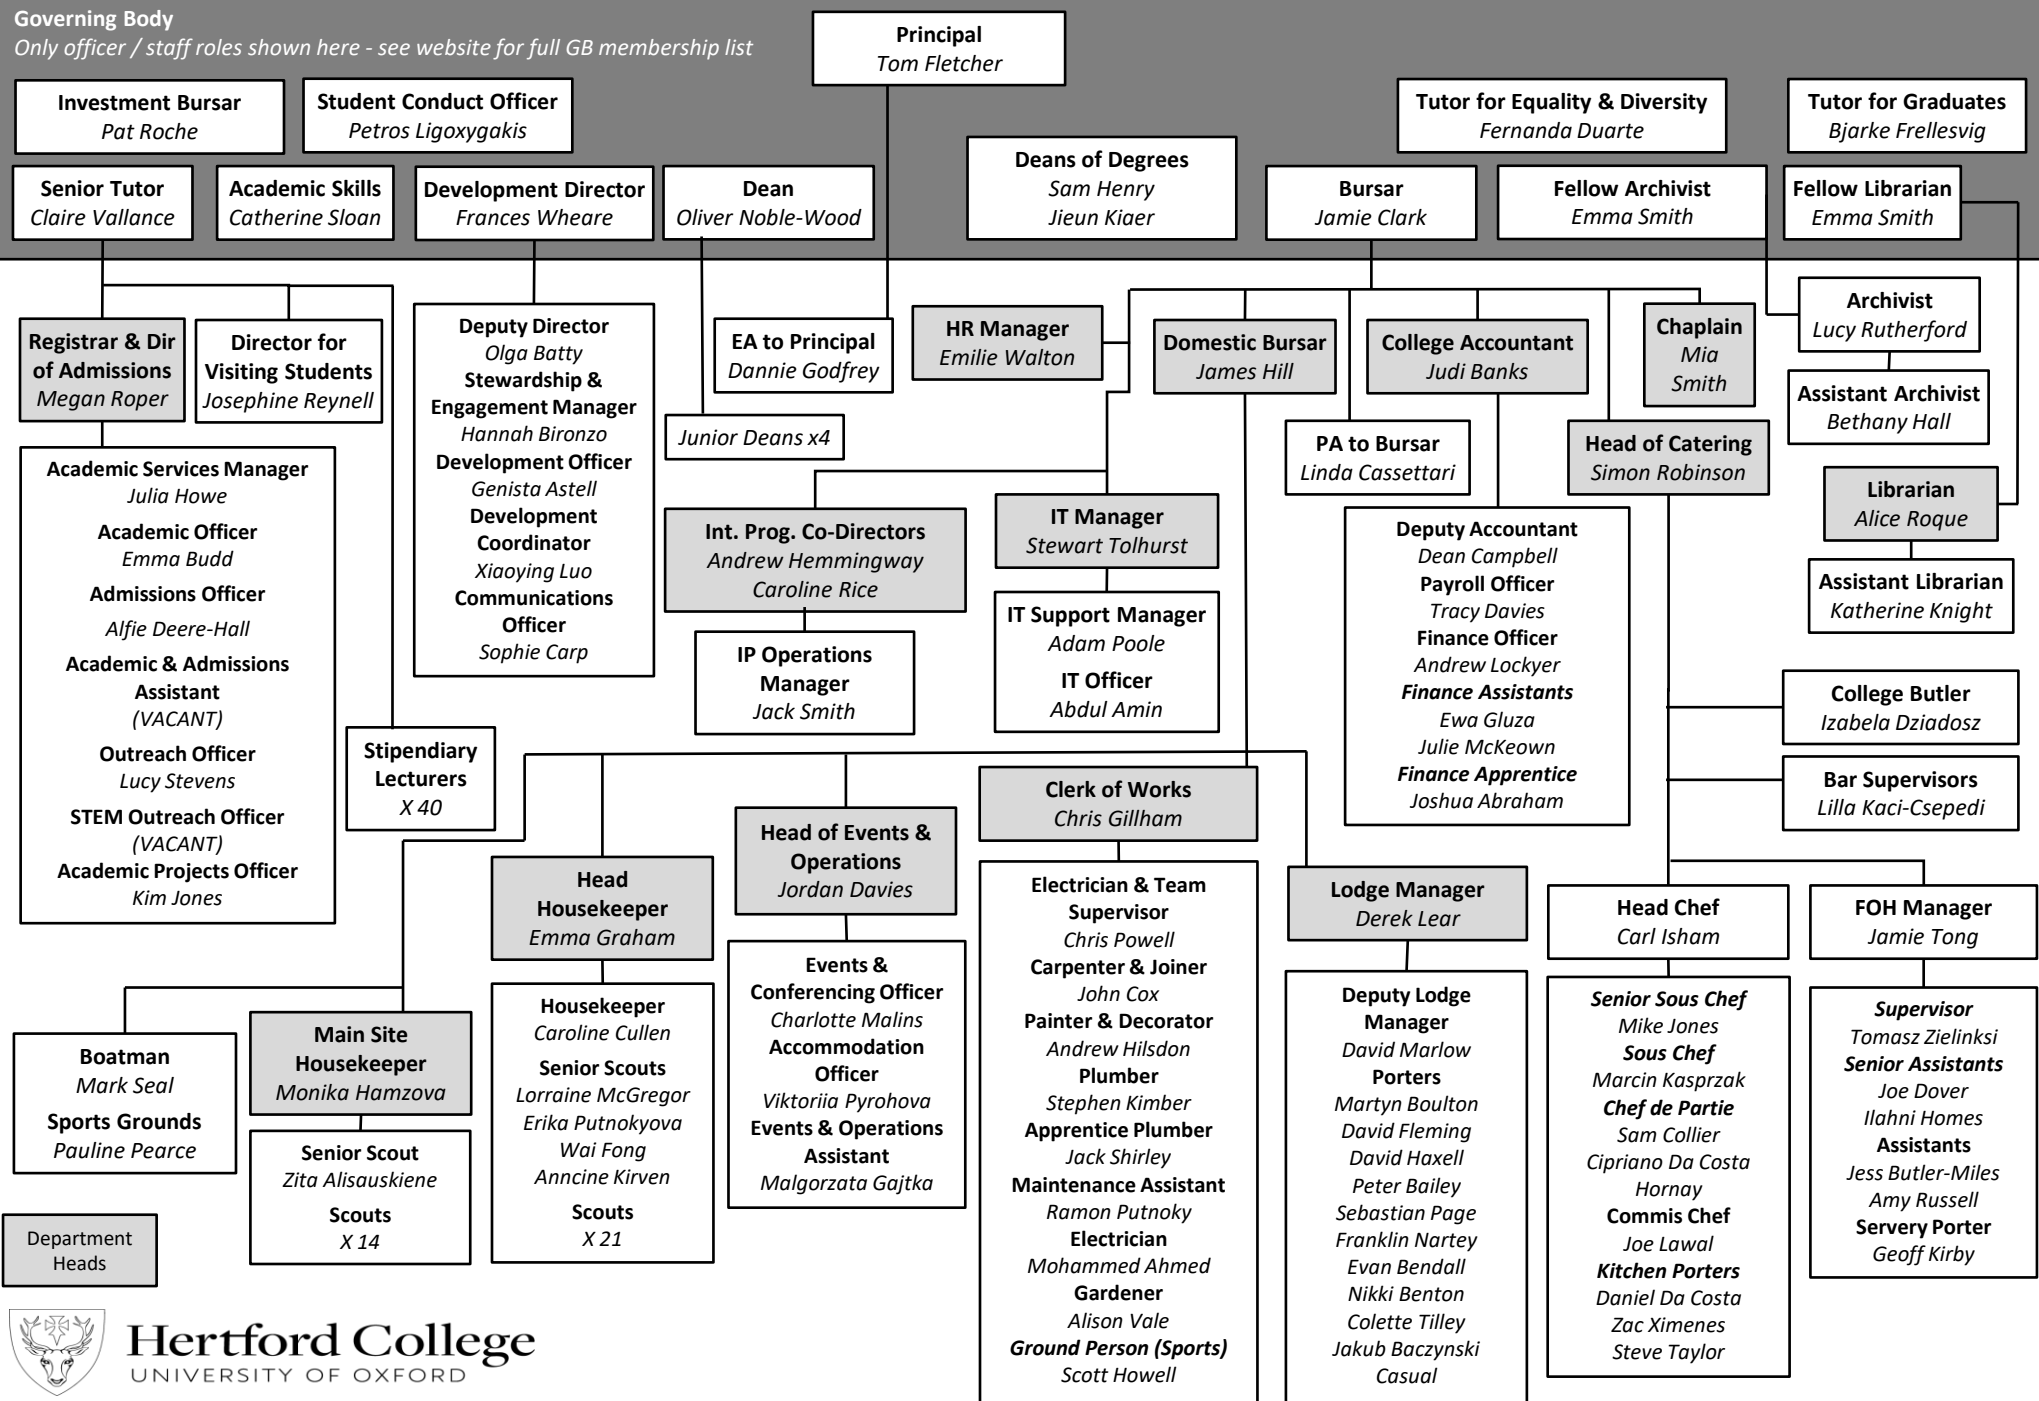 Governing Body
Only officer / staff roles shown here - see website for full GB membership list
Principal
Tom Fletcher
Investment Bursar
Pat Roche
Student Conduct Officer
Petros Ligoxygakis
Tutor for Equality & Diversity
Fernanda Duarte
Tutor for Graduates
Bjarke Frellesvig
Senior Tutor
Claire Vallance
Academic Skills
Catherine Sloan
Development Director
Frances Wheare
Dean
Oliver Noble-Wood
Deans of Degrees
Sam Henry
Jieun Kiaer
Bursar
Jamie Clark
Fellow Archivist
Emma Smith
Fellow Librarian
Emma Smith
Registrar & Dir
of Admissions
Megan Roper
Director for
Visiting Students
Josephine Reynell
Deputy Director
Olga Batty
Stewardship &
Engagement Manager
Hannah Bironzo
Development Officer
Genista Astell
Development
Coordinator
Xiaoying Luo
Communications
Officer
Sophie Carp
EA to Principal
Dannie Godfrey
Junior Deans x4
HR Manager
Emilie Walton
Domestic Bursar
James Hill
College Accountant
Judi Banks
Chaplain
Mia
Smith
Archivist
Lucy Rutherford
Assistant Archivist
Bethany Hall
PA to Bursar
Linda Cassettari
Head of Catering
Simon Robinson
Librarian
Alice Roque
Assistant Librarian
Katherine Knight
Academic Services Manager
Julia Howe
Academic Officer
Emma Budd
Admissions Officer
Alfie Deere-Hall
Academic & Admissions
Assistant
(VACANT)
Outreach Officer
Lucy Stevens
STEM Outreach Officer
(VACANT)
Academic Projects Officer
Kim Jones
Stipendiary
Lecturers
X 40
Int. Prog. Co-Directors
Andrew Hemmingway
Caroline Rice
IP Operations
Manager
Jack Smith
IT Manager
Stewart Tolhurst
IT Support Manager
Adam Poole
IT Officer
Abdul Amin
Deputy Accountant
Dean Campbell
Payroll Officer
Tracy Davies
Finance Officer
Andrew Lockyer
Finance Assistants
Ewa Gluza
Julie McKeown
Finance Apprentice
Joshua Abraham
College Butler
Izabela Dziadosz
Bar Supervisors
Lilla Kaci-Csepedi
Head
Housekeeper
Emma Graham
Head of Events &
Operations
Jordan Davies
Clerk of Works
Chris Gillham
Lodge Manager
Derek Lear
Head Chef
Carl Isham
FOH Manager
Jamie Tong
Boatman
Mark Seal
Sports Grounds
Pauline Pearce
Main Site
Housekeeper
Monika Hamzova
Senior Scout
Zita Alisauskiene
Scouts
X 14
Housekeeper
Caroline Cullen
Senior Scouts
Lorraine McGregor
Erika Putnokyova
Wai Fong
Anncine Kirven
Scouts
X 21
Events &
Conferencing Officer
Charlotte Malins
Accommodation
Officer
Viktoriia Pyrohova
Events & Operations
Assistant
Malgorzata Gajtka
Electrician & Team
Supervisor
Chris Powell
Carpenter & Joiner
John Cox
Painter & Decorator
Andrew Hilsdon
Plumber
Stephen Kimber
Apprentice Plumber
Jack Shirley
Maintenance Assistant
Ramon Putnoky
Electrician
Mohammed Ahmed
Gardener
Alison Vale
Ground Person (Sports)
Scott Howell
Deputy Lodge
Manager
David Marlow
Porters
Martyn Boulton
David Fleming
David Haxell
Peter Bailey
Sebastian Page
Franklin Nartey
Evan Bendall
Nikki Benton
Colette Tilley
Jakub Baczynski
Casual
Senior Sous Chef
Mike Jones
Sous Chef
Marcin Kasprzak
Chef de Partie
Sam Collier
Cipriano Da Costa
Hornay
Commis Chef
Joe Lawal
Kitchen Porters
Daniel Da Costa
Zac Ximenes
Steve Taylor
Supervisor
Tomasz Zielinksi
Senior Assistants
Joe Dover
Ilahni Homes
Assistants
Jess Butler-Miles
Amy Russell
Servery Porter
Geoff Kirby
Department
Heads
Hertford College
UNIVERSITY OF OXFORD